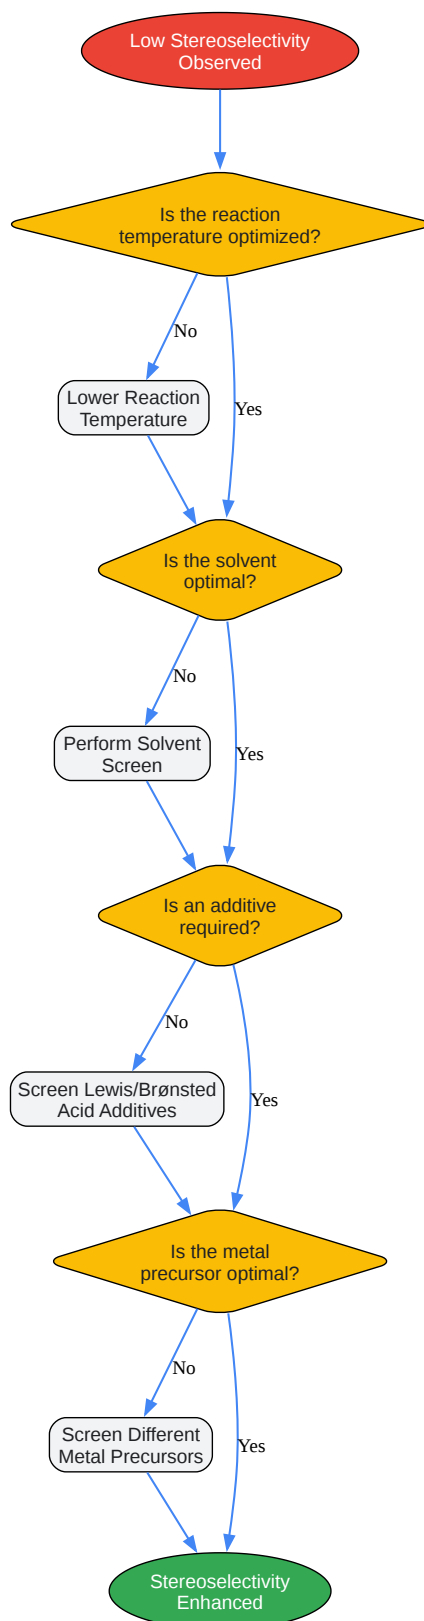 Low Stereoselectivity
Observed
Is the reaction
temperature optimized?
No
Lower Reaction
Temperature
Yes
Is the solvent
optimal?
No
Perform Solvent
Screen
Yes
Is an additive
required?
No
Screen Lewis/Brønsted
Acid Additives
Yes
Is the metal
precursor optimal?
No
Screen Different
Metal Precursors
Yes
Stereoselectivity
Enhanced